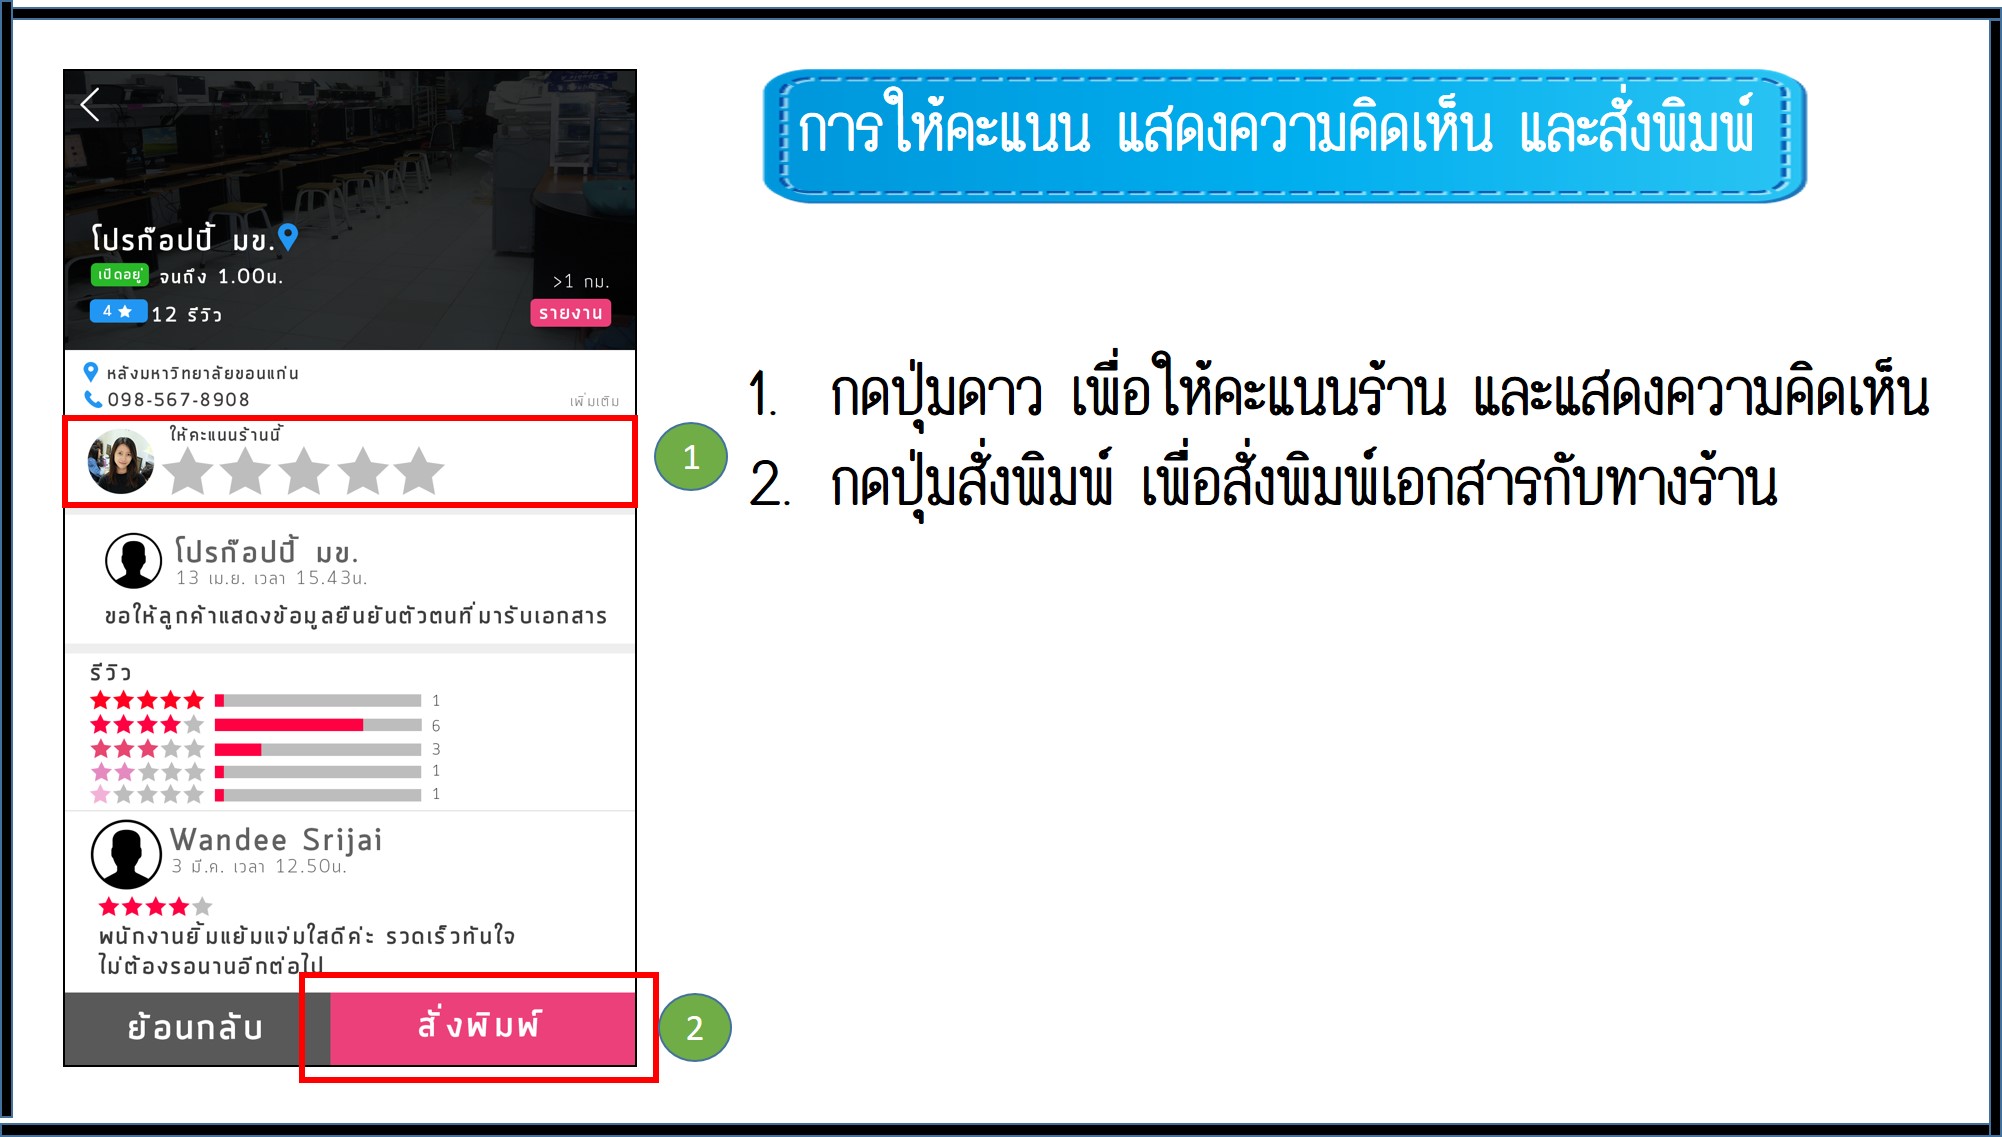 การให้คะแนน แสดงความคิดเห็น และสั่งพิมพ์
โปรก๊อปปี้ มข.
เปิดอยู่ จนถึง 1.00น.
>1 กม.
4 12 รีวิว
รายงาน
หลังมหาวิทยาลัยขอนแก่น
098-567-8908
เพิ่มเติม
ให้คะแนนร้านนี้
1
โปรก๊อปปี้ มข.
13 เม.ย. เวลา 15.43น.
ขอให้ลูกค้าแสดงข้อมูลยืนยันตัวตนที่มารับเอกสาร
รีวิว
1
6
3
1
1
Wandee Srijai
3 มี.ค. เวลา 12.50น.
พนักงานยิ้มแย้มแจ่มใสดีค่ะ รวดเร็วทันใจ
ไม่ต้องรอนานอีกต่อไป
ย้อนกลับ
สั่งพิมพ์
2
1. กดปุ่มดาว เพื่อให้คะแนนร้าน และแสดงความคิดเห็น
2. กดปุ่มสั่งพิมพ์ เพื่อสั่งพิมพ์เอกสารกับทางร้าน